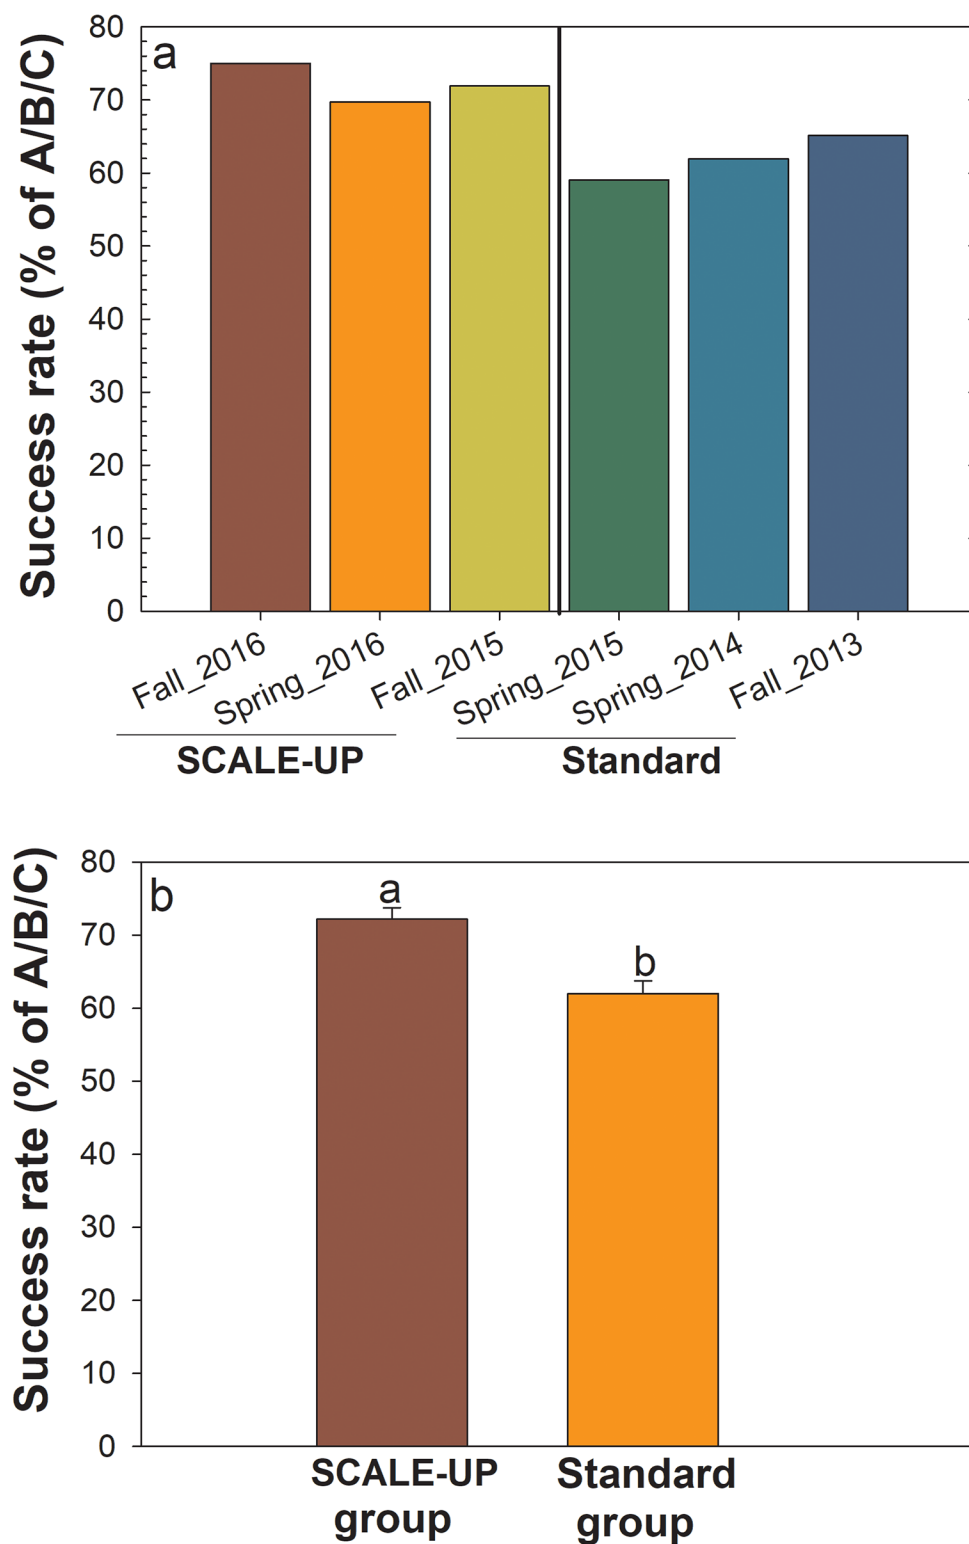 Success rate (% of A/B/C)
a
80
70
60
50
40
30
20
10
0
Fall_2016
Spring_2016
Fall_2015
Spring_2015
Spring_2014
Fall_2013
SCALE-UP
Standard
Success rate (% of A/B/C)
b
80
70
60
50
40
30
20
10
0
a
b
SCALE-UP
group
Standard
group